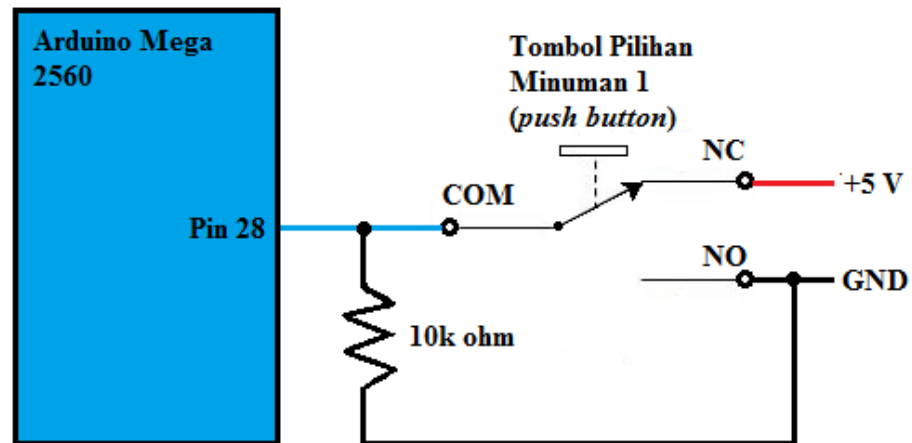 Arduino Mega
2560
Tombol Pilihan
Minuman 1
(push button)
NC
+5 V
COM
Pin 28
NO
GND
10k ohm